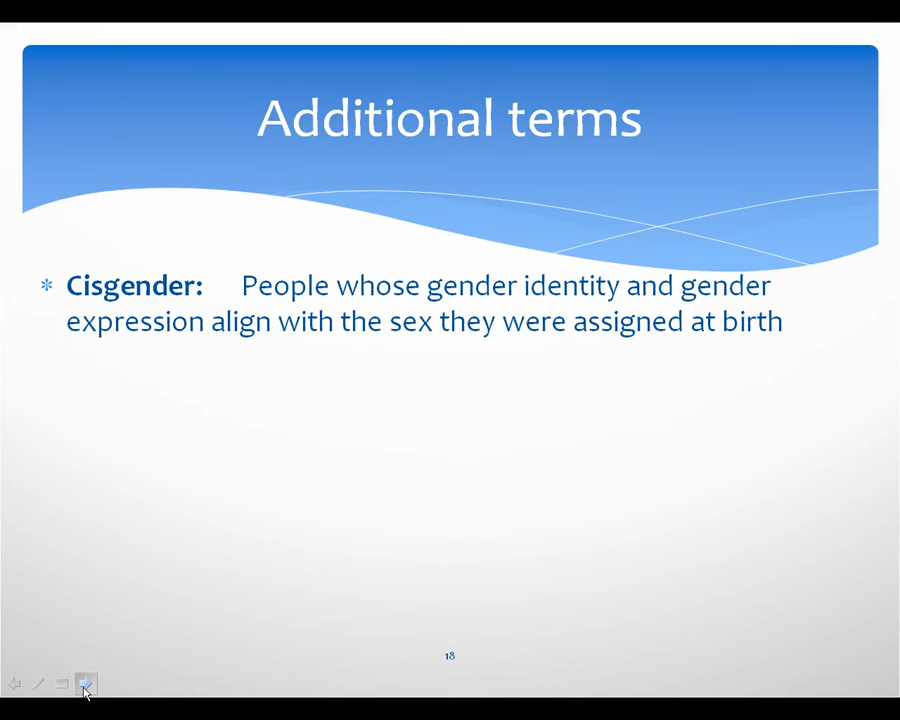 Additional terms
* Cisgender: People whose gender identity and gender
expression align with the sex they were assigned at birth
18